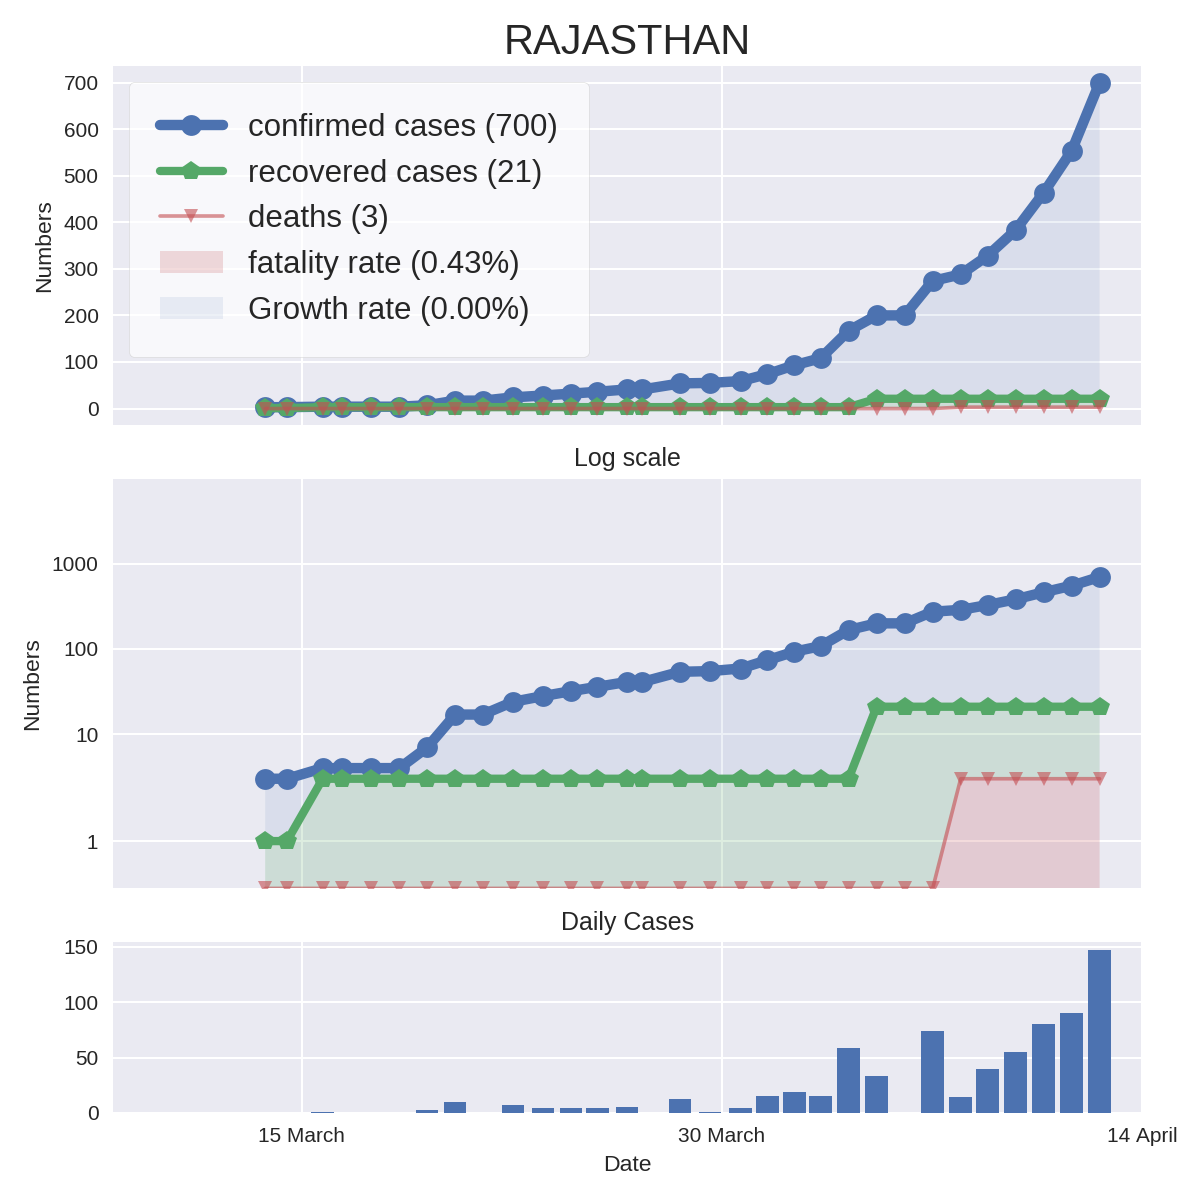 RAJASTHAN
700
600
500
400
300
200
100
0
Numbers
confirmed cases (700)
recovered cases (21)
deaths (3)
fatality rate (0.43%)
Growth rate (0.00%)
Log scale
1000
100
10
1
Numbers
Daily Cases
150
100
50
0
15 March
30 March
14 April
Date